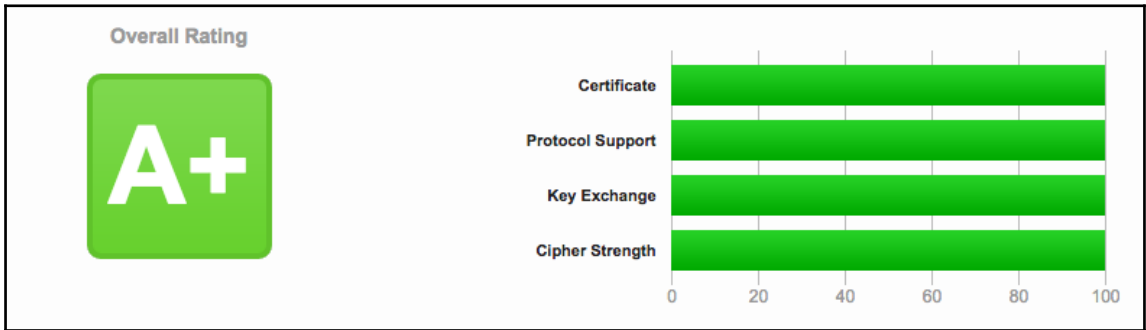 Overall Rating
A+
Certificate
Protocol Support
Key Exchange
Cipher Strength
0 20 40 60 80 100